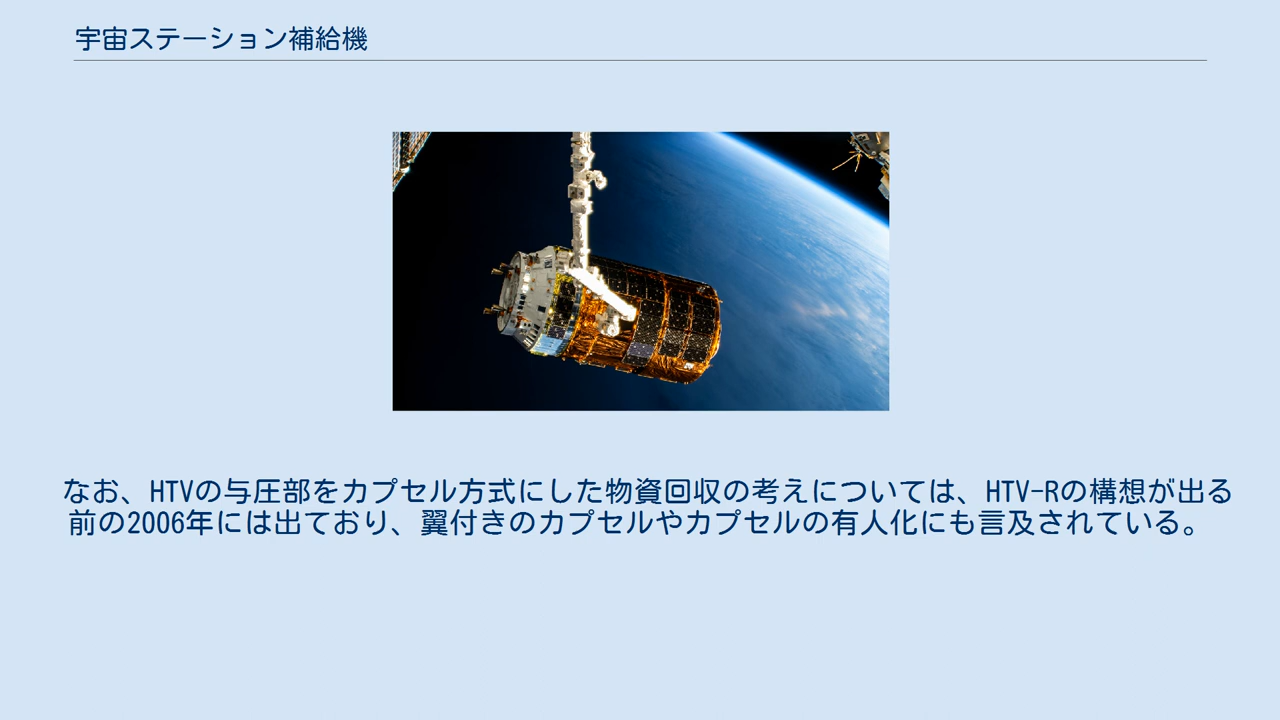 宇宙ステーション補給機
なお、HTVの与圧部をカプセル方式にした物資回収の考えについては、HTV-Rの構想が出る
前の2006年には出ており、翼付きのカプセルやカプセルの有人化にも言及されている。